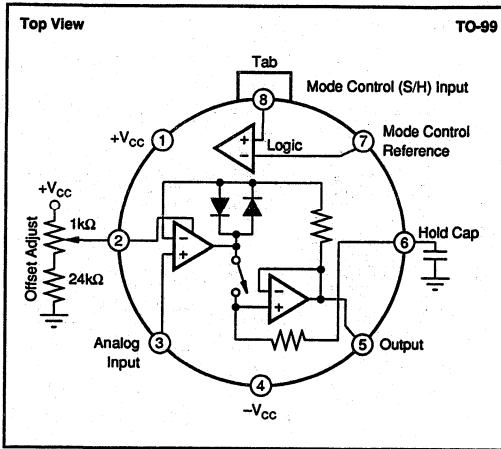 Top View
TO-99
Tab
8
Mode Control (S/H) Input
+VCC
1
+
−
Logic
7
Mode Control
Reference
+VCC
1kΩ
Offset Adjust
24kΩ
2
−
+
6
Hold Cap
−
+
Analog
Input
3
5
Output
4
−VCC